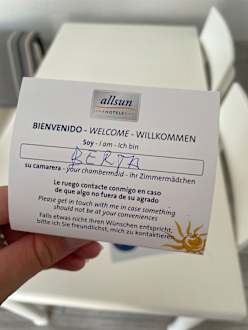 allsun
HOTELS
BIENVENIDO - WELCOME - WILLKOMMEN
Soy - I am - Ich bin
BERTA
su camarera - your chambermaid - ihr Zimmermädchen
Le ruego contacte conmigo en caso
de que algo no fuera de su agrado
Please get in touch with me in case something
should not be at your conveniences
Falls etwas nicht Ihren Wünschen entspricht,
bitte ich Sie freundlichst, mich zu kontaktieren